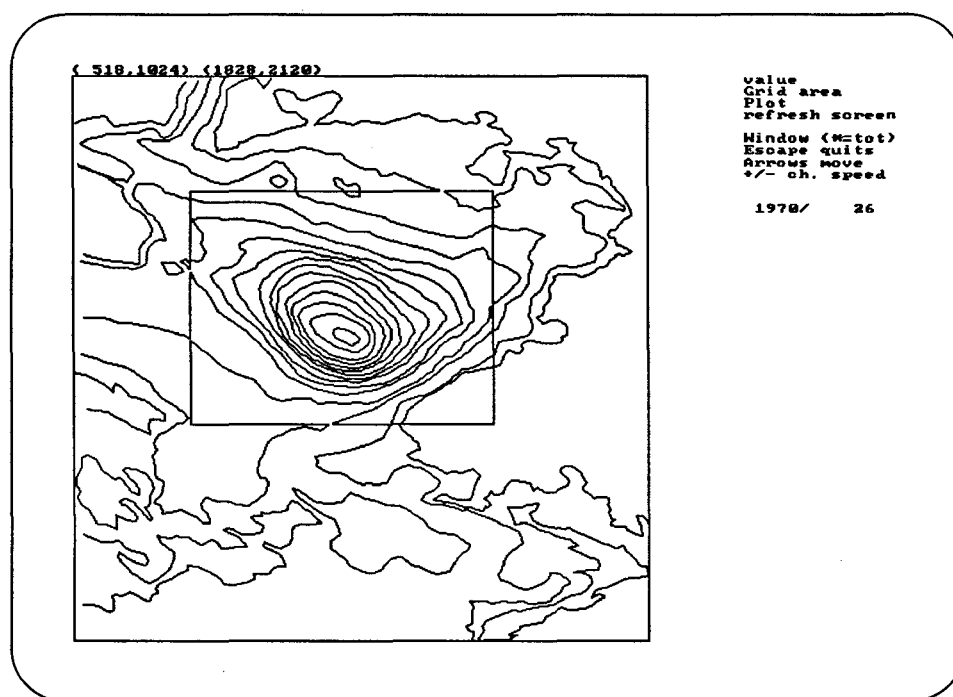 ( 518,1024) (1828,2120)
value
Grid area
Plot
refresh screen
Window (*=tot)
Escape quits
Arrows move
+/- ch. speed
1970/ 26